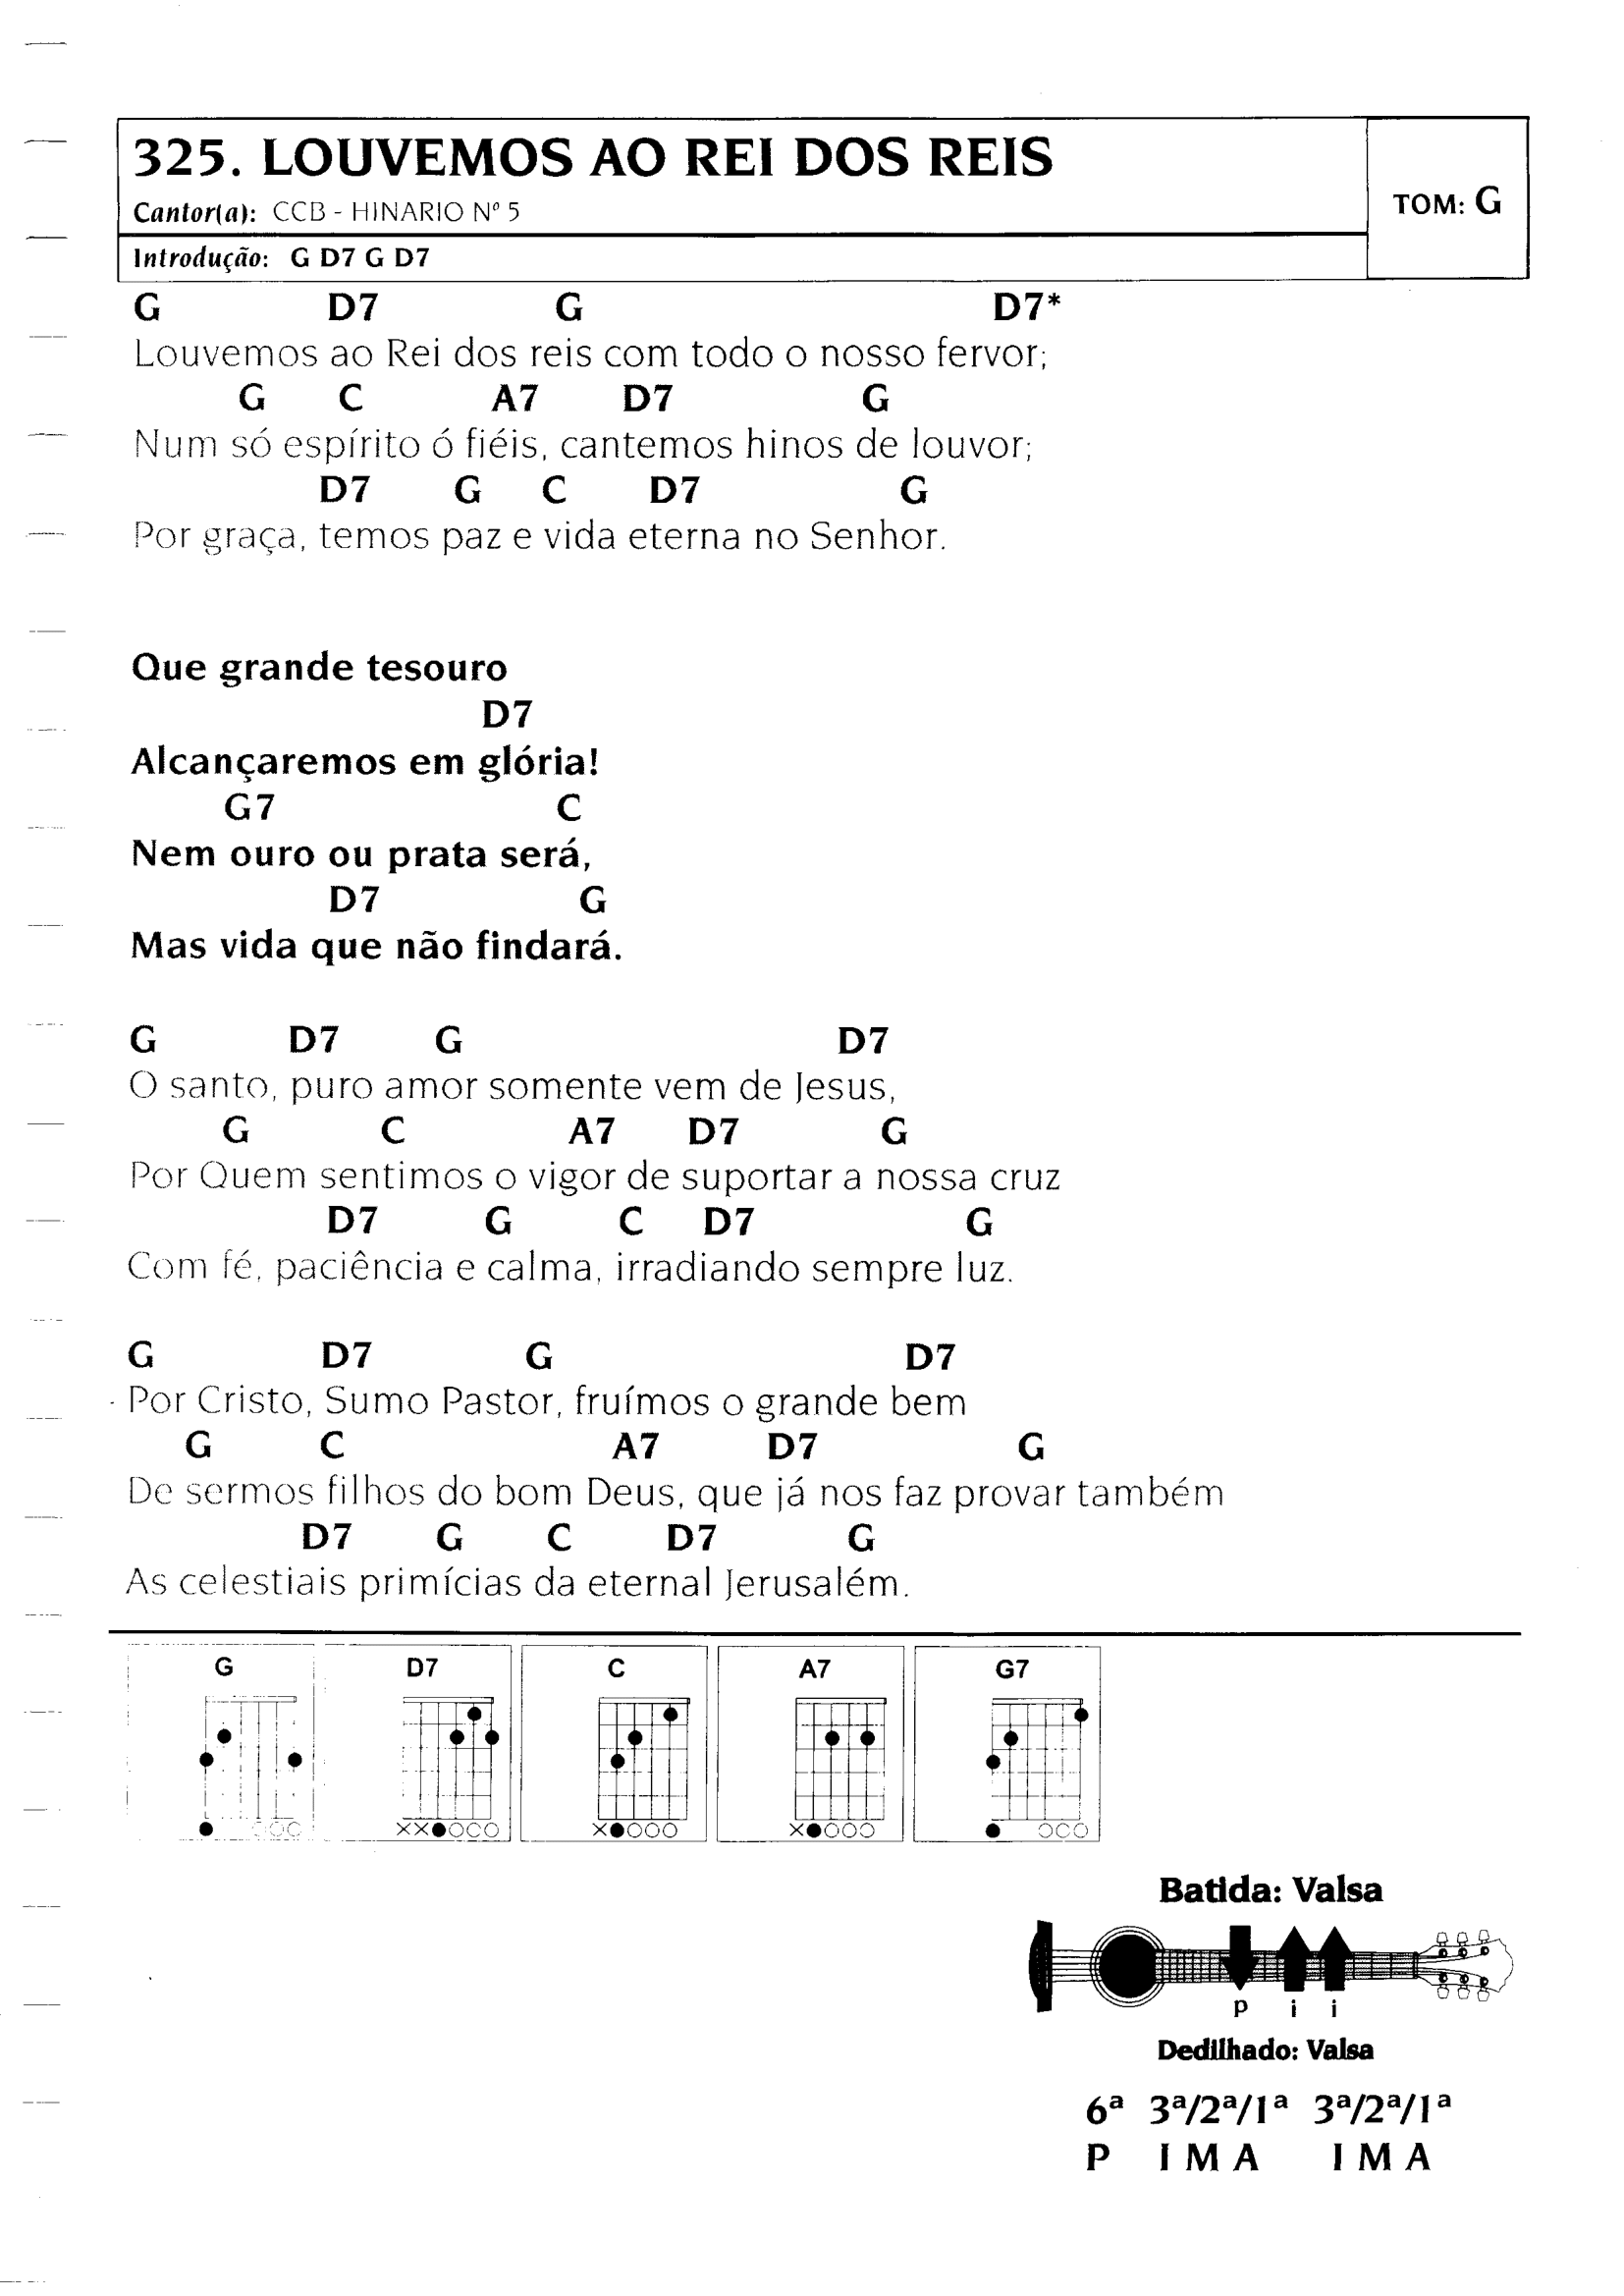 325. LOUVEMOS AO REI DOS REIS
Cantor(a): CCB - HINARIO Nº 5
TOM: G
Introdução: G D7 G D7
G D7 G D7*
Louvemos ao Rei dos reis com todo o nosso fervor;
G C A7 D7 G
Num só espírito ó fiéis, cantemos hinos de louvor;
D7 G C D7 G
Por graça, temos paz e vida eterna no Senhor.
Que grande tesouro
D7
Alcançaremos em glória!
G7 C
Nem ouro ou prata será,
D7 G
Mas vida que não findará.
G D7 G D7
O santo, puro amor somente vem de Jesus,
G C A7 D7 G
Por Quem sentimos o vigor de suportar a nossa cruz
D7 G C D7 G
Com fé, paciência e calma, irradiando sempre luz.
G D7 G D7
Por Cristo, Sumo Pastor, fruímos o grande bem
G C A7 D7 G
De sermos filhos do bom Deus, que já nos faz provar também
D7 G C D7 G
As celestiais primícias da eternal Jerusalém.
G D7 C A7 G7
Batida: Valsa
p i i
Dedilhado: Valsa
6ª 3ª/2ª/1ª 3ª/2ª/1ª
P I M A I M A